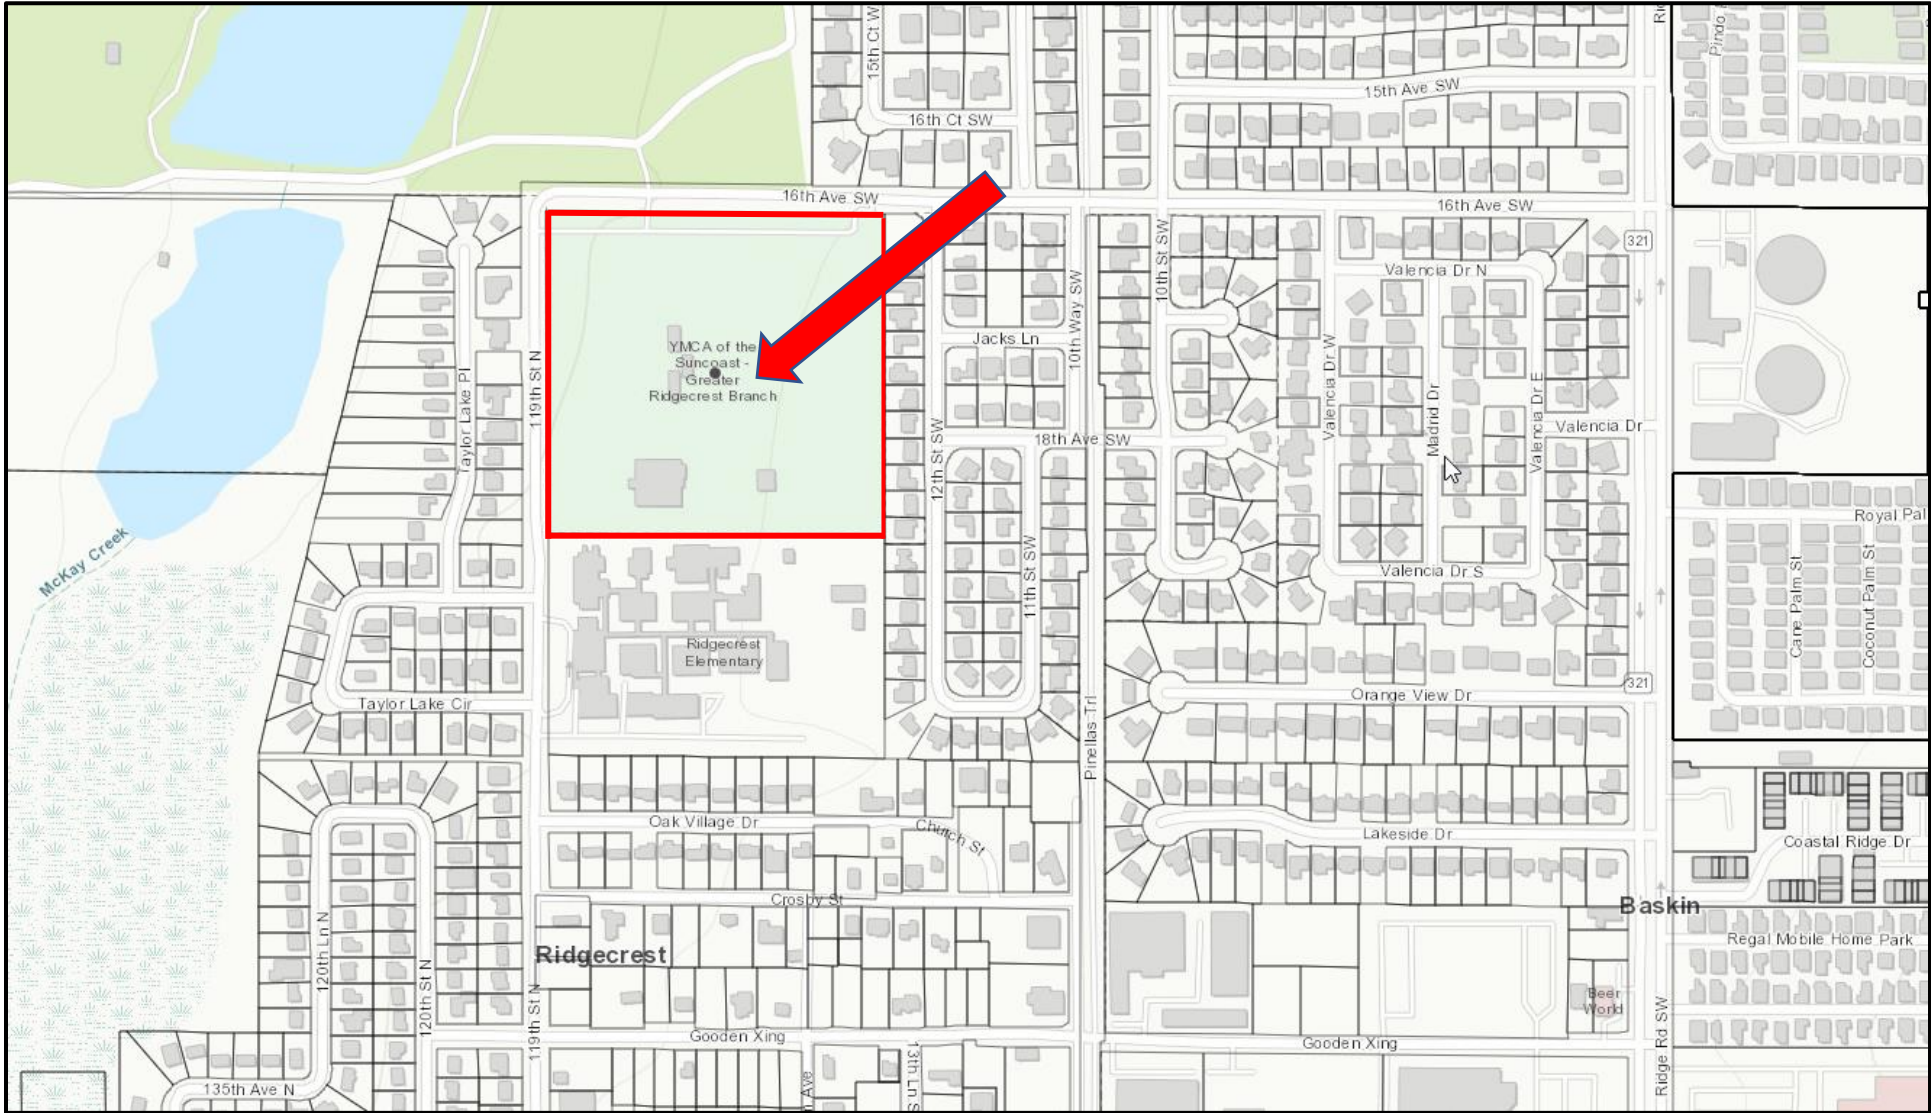 15th Ct W
Pindo
15th Ave SW
16th Ct SW
16th Ave SW
16th Ave SW
321
10th St SW
Valencia Dr N
YMCA of the
Suncoast -
Greater
Ridgecrest Branch
Jacks Ln
10th Way SW
119th St N
Taylor Lake Pl
Valencia Dr W
Madrid Dr
Valencia Dr E
Valencia Dr
18th Ave SW
12th St SW
Royal Pal
McKay Creek
11th St SW
Valencia Dr S
Cane Palm St
Coconut Palm St
Ridgecrest
Elementary
321
Orange View Dr
Taylor Lake Cir
Pinellas Trl
Oak Village Dr
Church St
Lakeside Dr
Coastal Ridge Dr
Crosby St
Baskin
Ridgecrest
Regal Mobile Home Park
120th Ln N
120th St N
119th St N
Beer
World
Gooden Xing
Gooden Xing
Ridge Rd SW
135th Ave N
13th Ln S
Ave